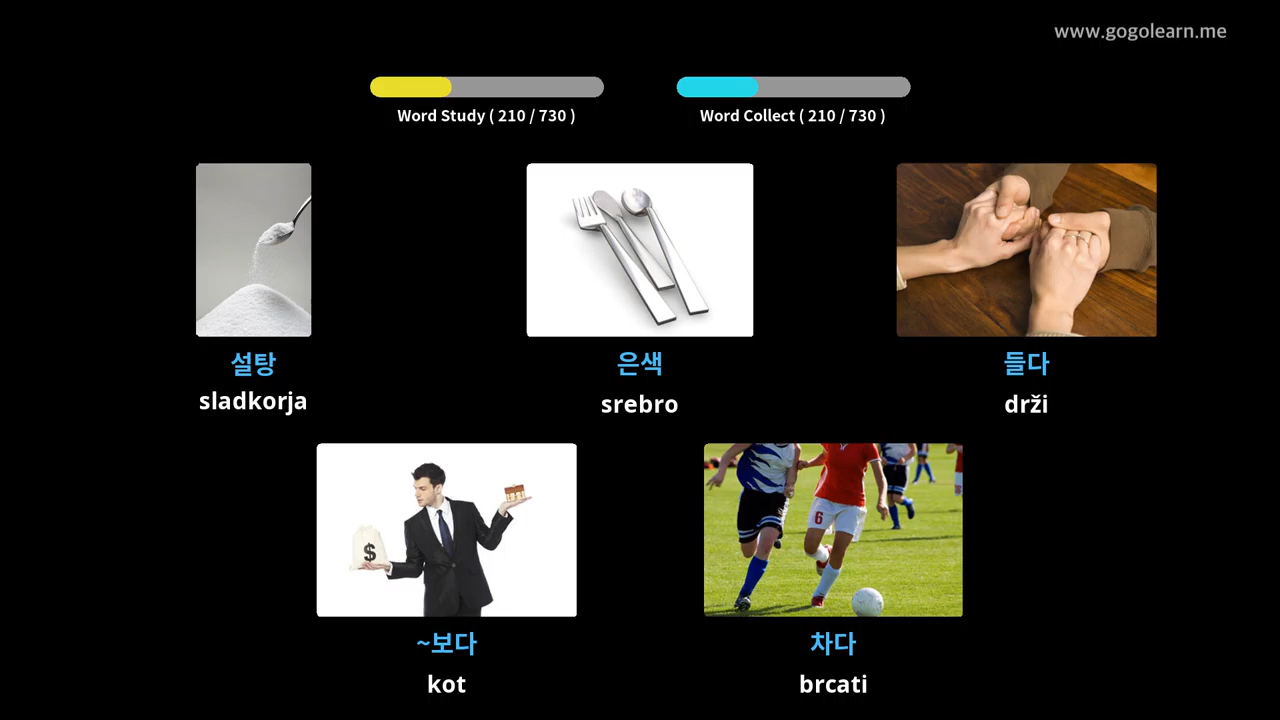 www.gogolearn.me
Word Study ( 210 / 730 )
Word Collect ( 210 / 730 )
설탕
sladkorja
은색
srebro
들다
drži
~보다
kot
차다
brcati
$
6